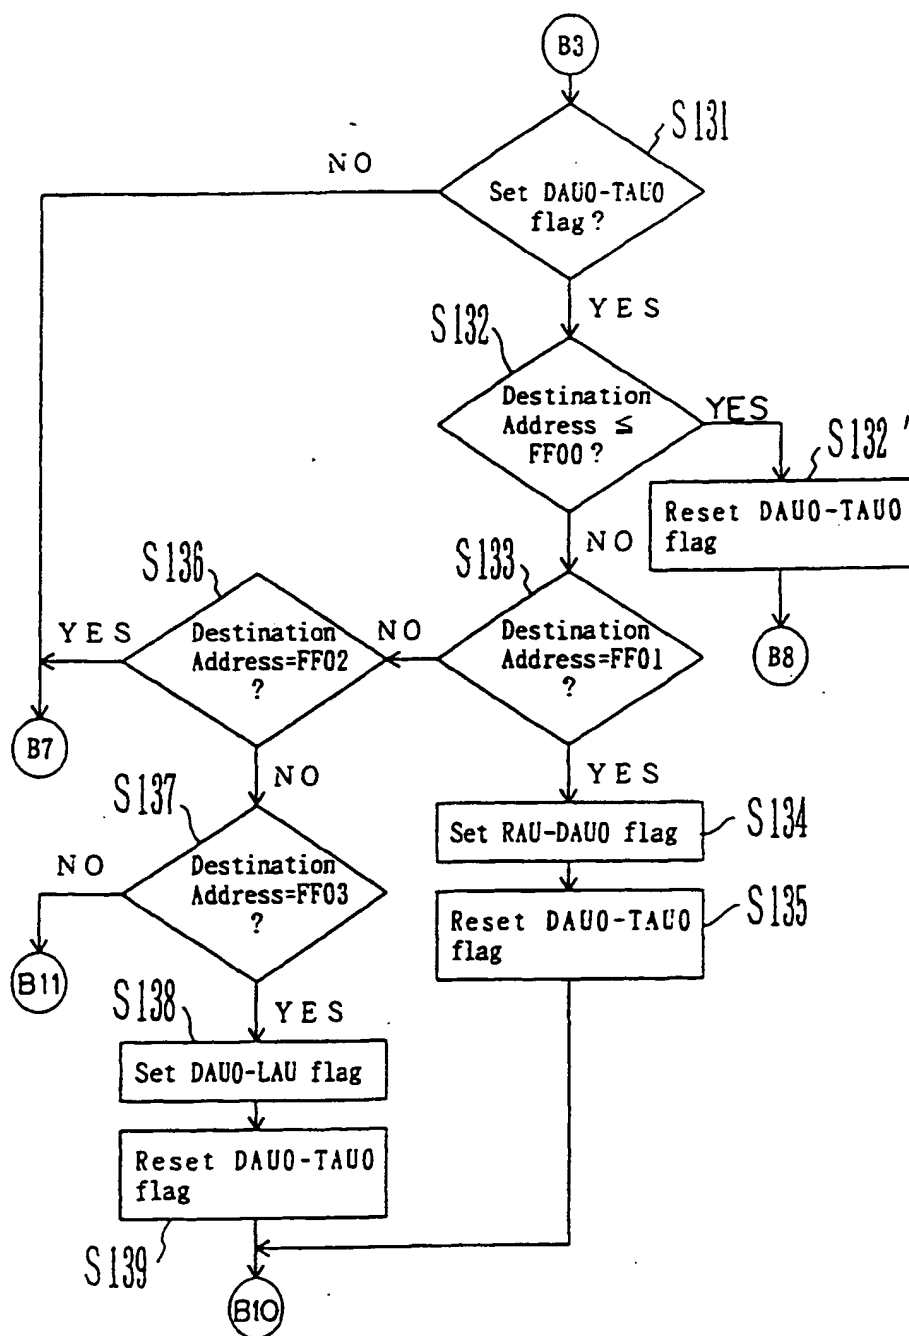 B3
S131
NO
Set DAU0-TAU0
flag?
YES
S132
Destination
Address ≦
FF00?
YES
S132'
Reset DAU0-TAU0
flag
B8
NO
S133
Destination
Address=FF01
?
NO
S136
Destination
Address=FF02
?
YES
B7
NO
S137
Destination
Address=FF03
?
NO
B11
YES
Set RAU-DAU0 flag
S134
Reset DAU0-TAU0
flag
S135
YES
S138
Set DAU0-LAU flag
Reset DAU0-TAU0
flag
S139
B10